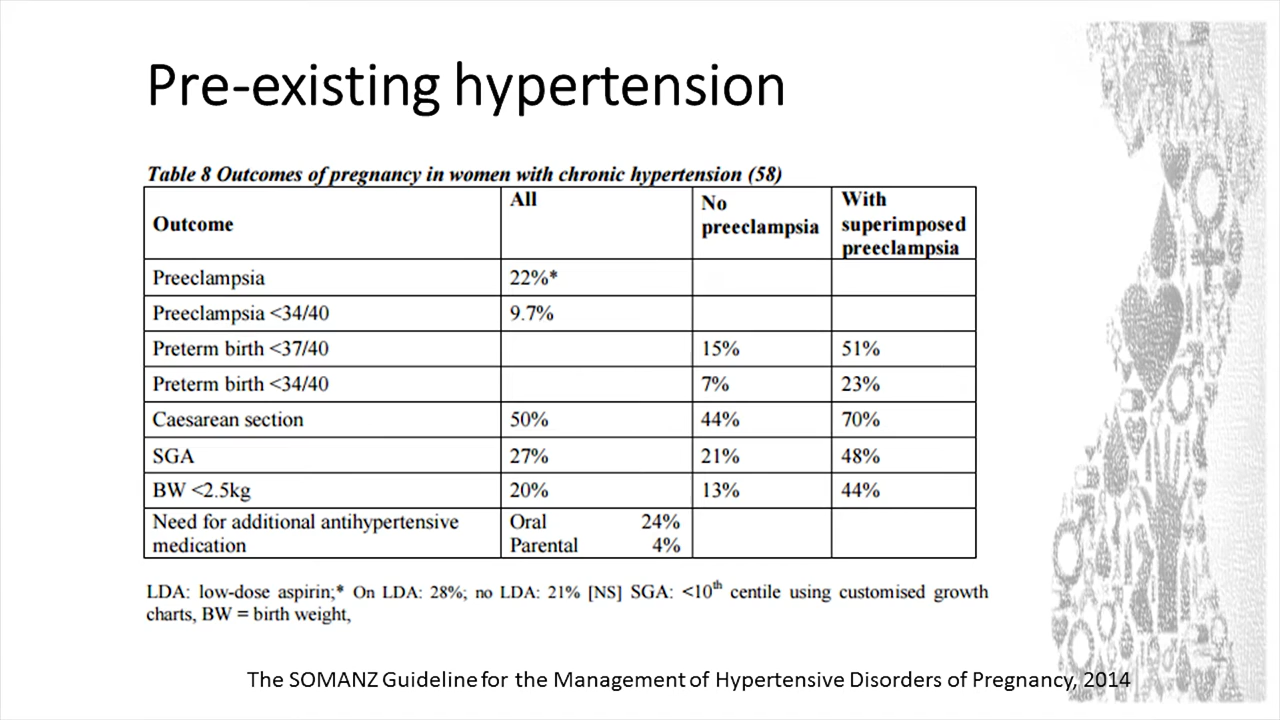 Pre-existing hypertension
Table 8 Outcomes of pregnancy in women with chronic hypertension (58)
Outcome All No preeclampsia With superimposed preeclampsia
Preeclampsia 22%*
Preeclampsia <34/40 9.7%
Preterm birth <37/40 15% 51%
Preterm birth <34/40 7% 23%
Caesarean section 50% 44% 70%
SGA 27% 21% 48%
BW <2.5kg 20% 13% 44%
Need for additional antihypertensive Oral 24%
medication Parental 4%
LDA: low-dose aspirin;* On LDA: 28%; no LDA: 21% [NS] SGA: <10th centile using customised growth
charts, BW = birth weight,
The SOMANZ Guideline for the Management of Hypertensive Disorders of Pregnancy, 2014